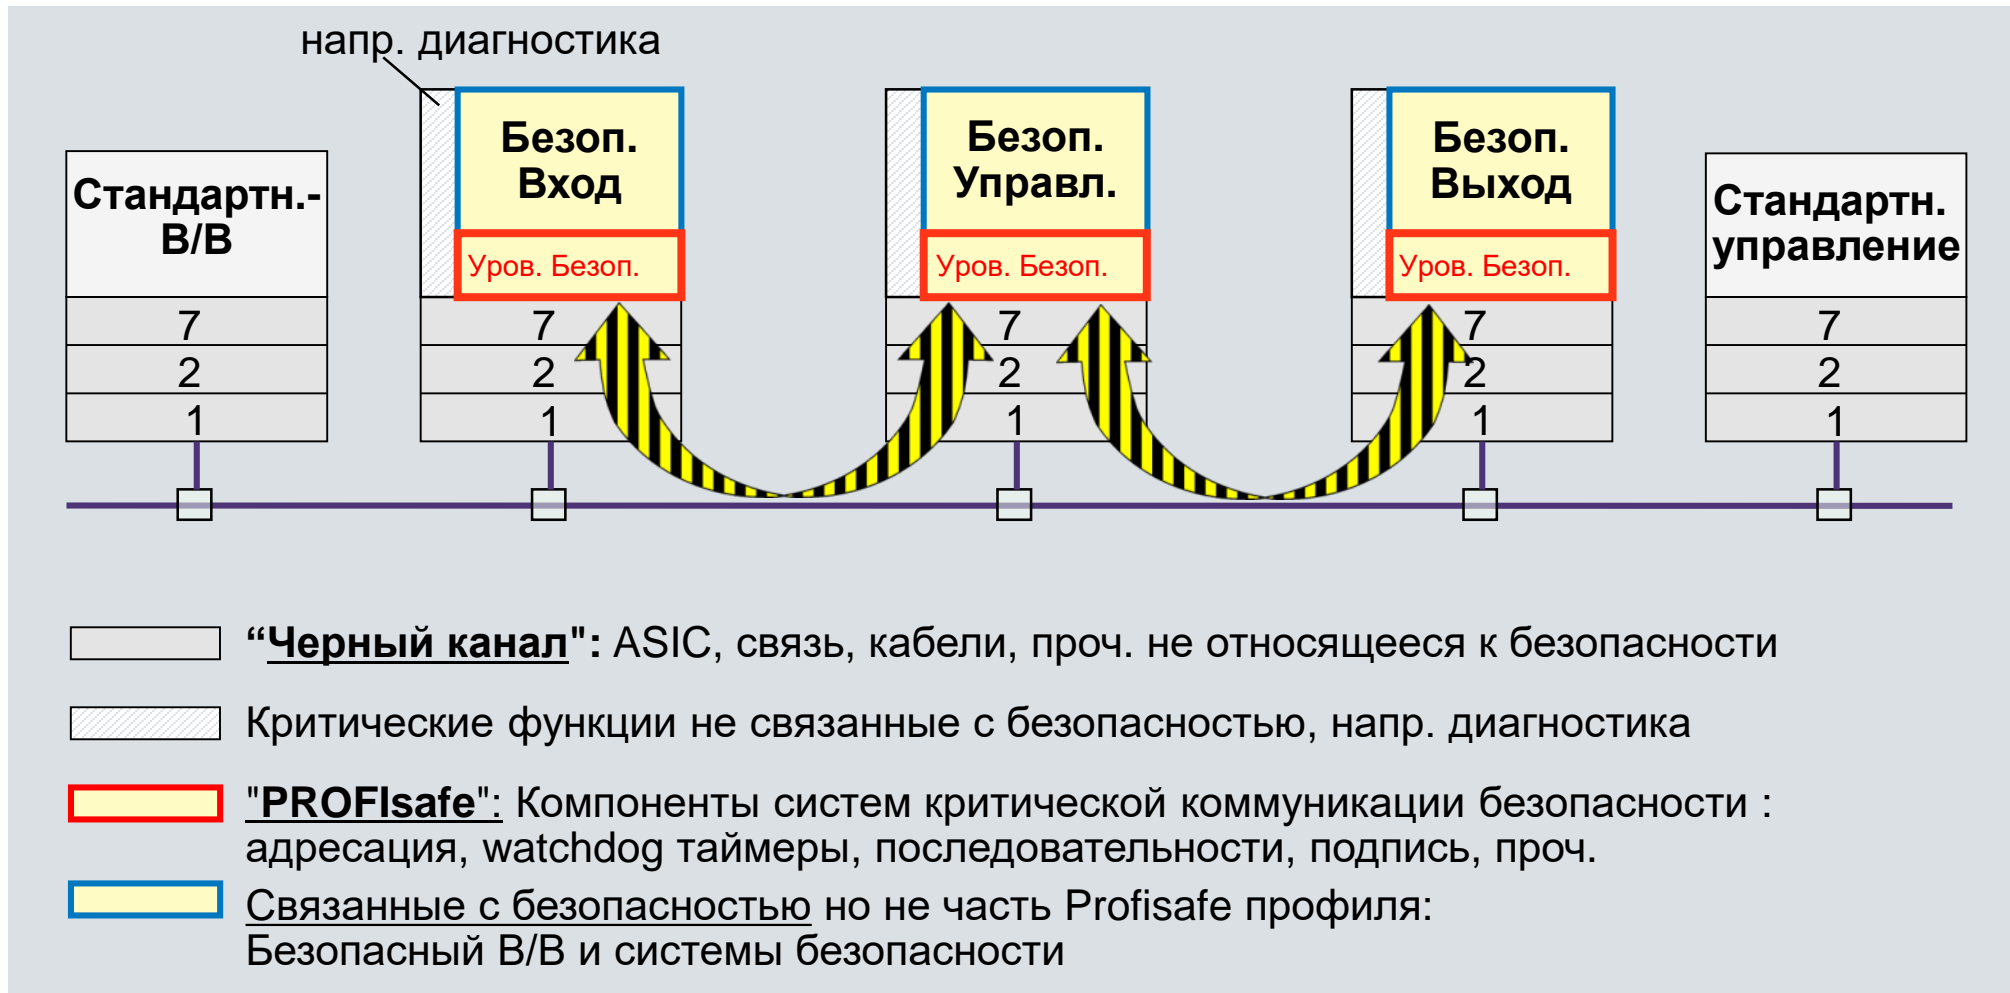 напр. диагностика
Стандартн.-
В/В
7
2
1
Безоп.
Вход
Уров. Безоп.
7
2
1
Безоп.
Управл.
Уров. Безоп.
7
2
1
Безоп.
Выход
Уров. Безоп.
7
2
1
Стандартн.
управление
7
2
1
“Черный канал": ASIC, связь, кабели, проч. не относящееся к безопасности
Критические функции не связанные с безопасностью, напр. диагностика
"PROFIsafe": Компоненты систем критической коммуникации безопасности :
адресация, watchdog таймеры, последовательности, подпись, проч.
Связанные с безопасностью но не часть Profisafe профиля:
Безопасный В/В и системы безопасности